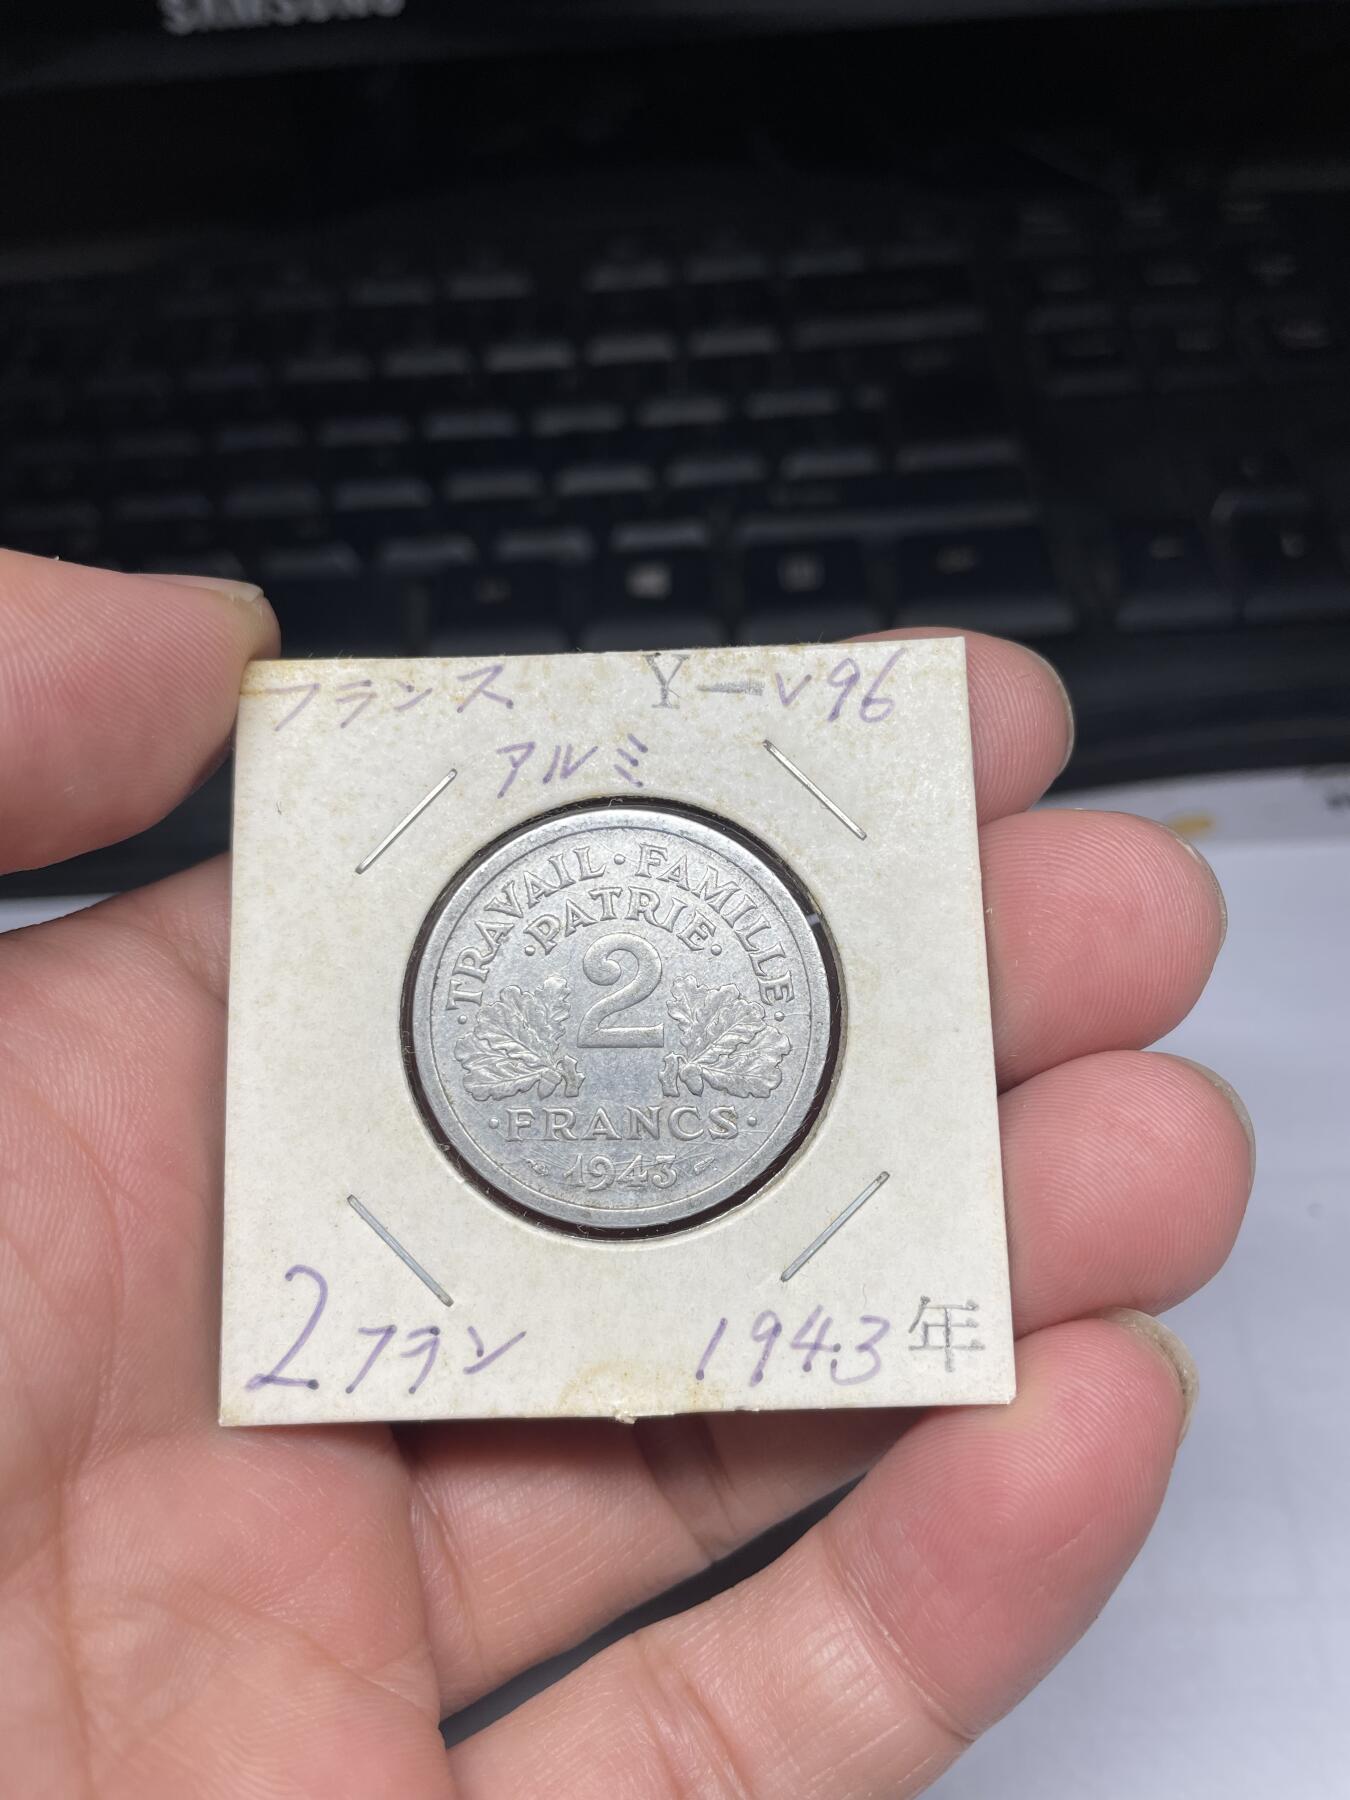 SAMSUNG
フランス Y-V96
アルミ
·TRAVAIL·FAMILLE·
·PATRIE·
2
·FRANCS·
1943
2フラン 1943年